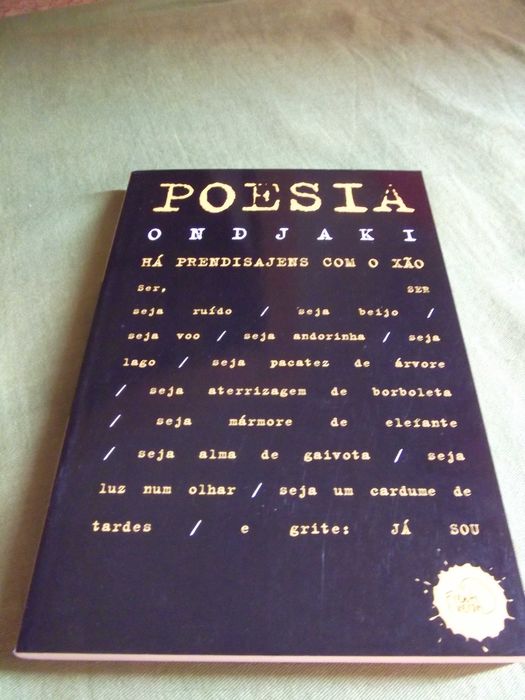 POESIA
ONDJAKI
HÁ PRENDISAJENS COM O XÃO
Ser, SER
seja ruído / seja beijo /
seja voo / seja andorinha / seja
lago / seja pacatez de árvore
/ seja aterrizagem de borboleta
/ seja mármore de elefante
/ seja alma de gaivota / seja
luz num olhar / seja um cardume de
tardes / e grite: JÁ SOU